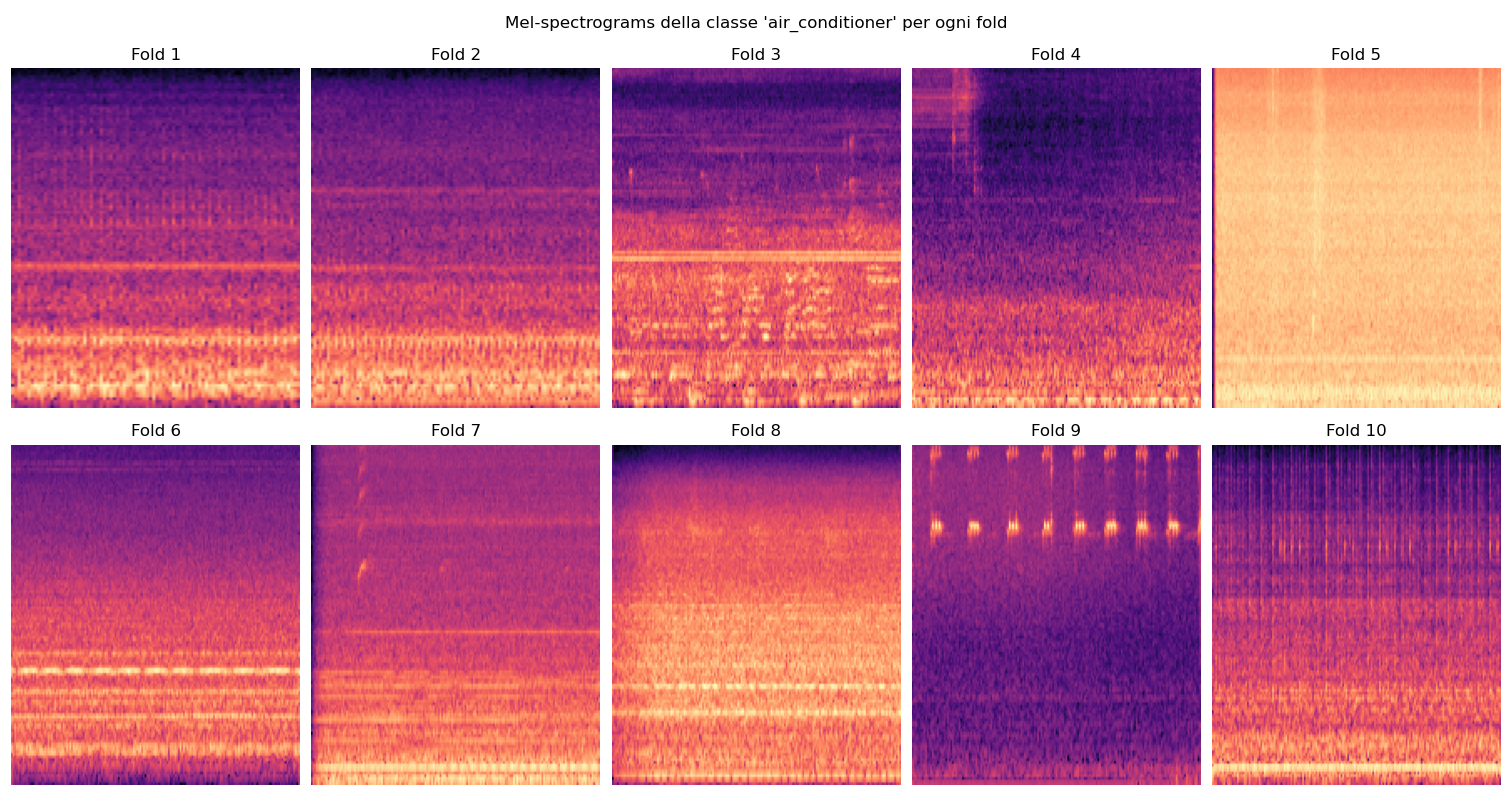 Mel-spectrograms della classe 'air_conditioner' per ogni fold
Fold 1
Fold 2
Fold 3
Fold 4
Fold 5
Fold 6
Fold 7
Fold 8
Fold 9
Fold 10